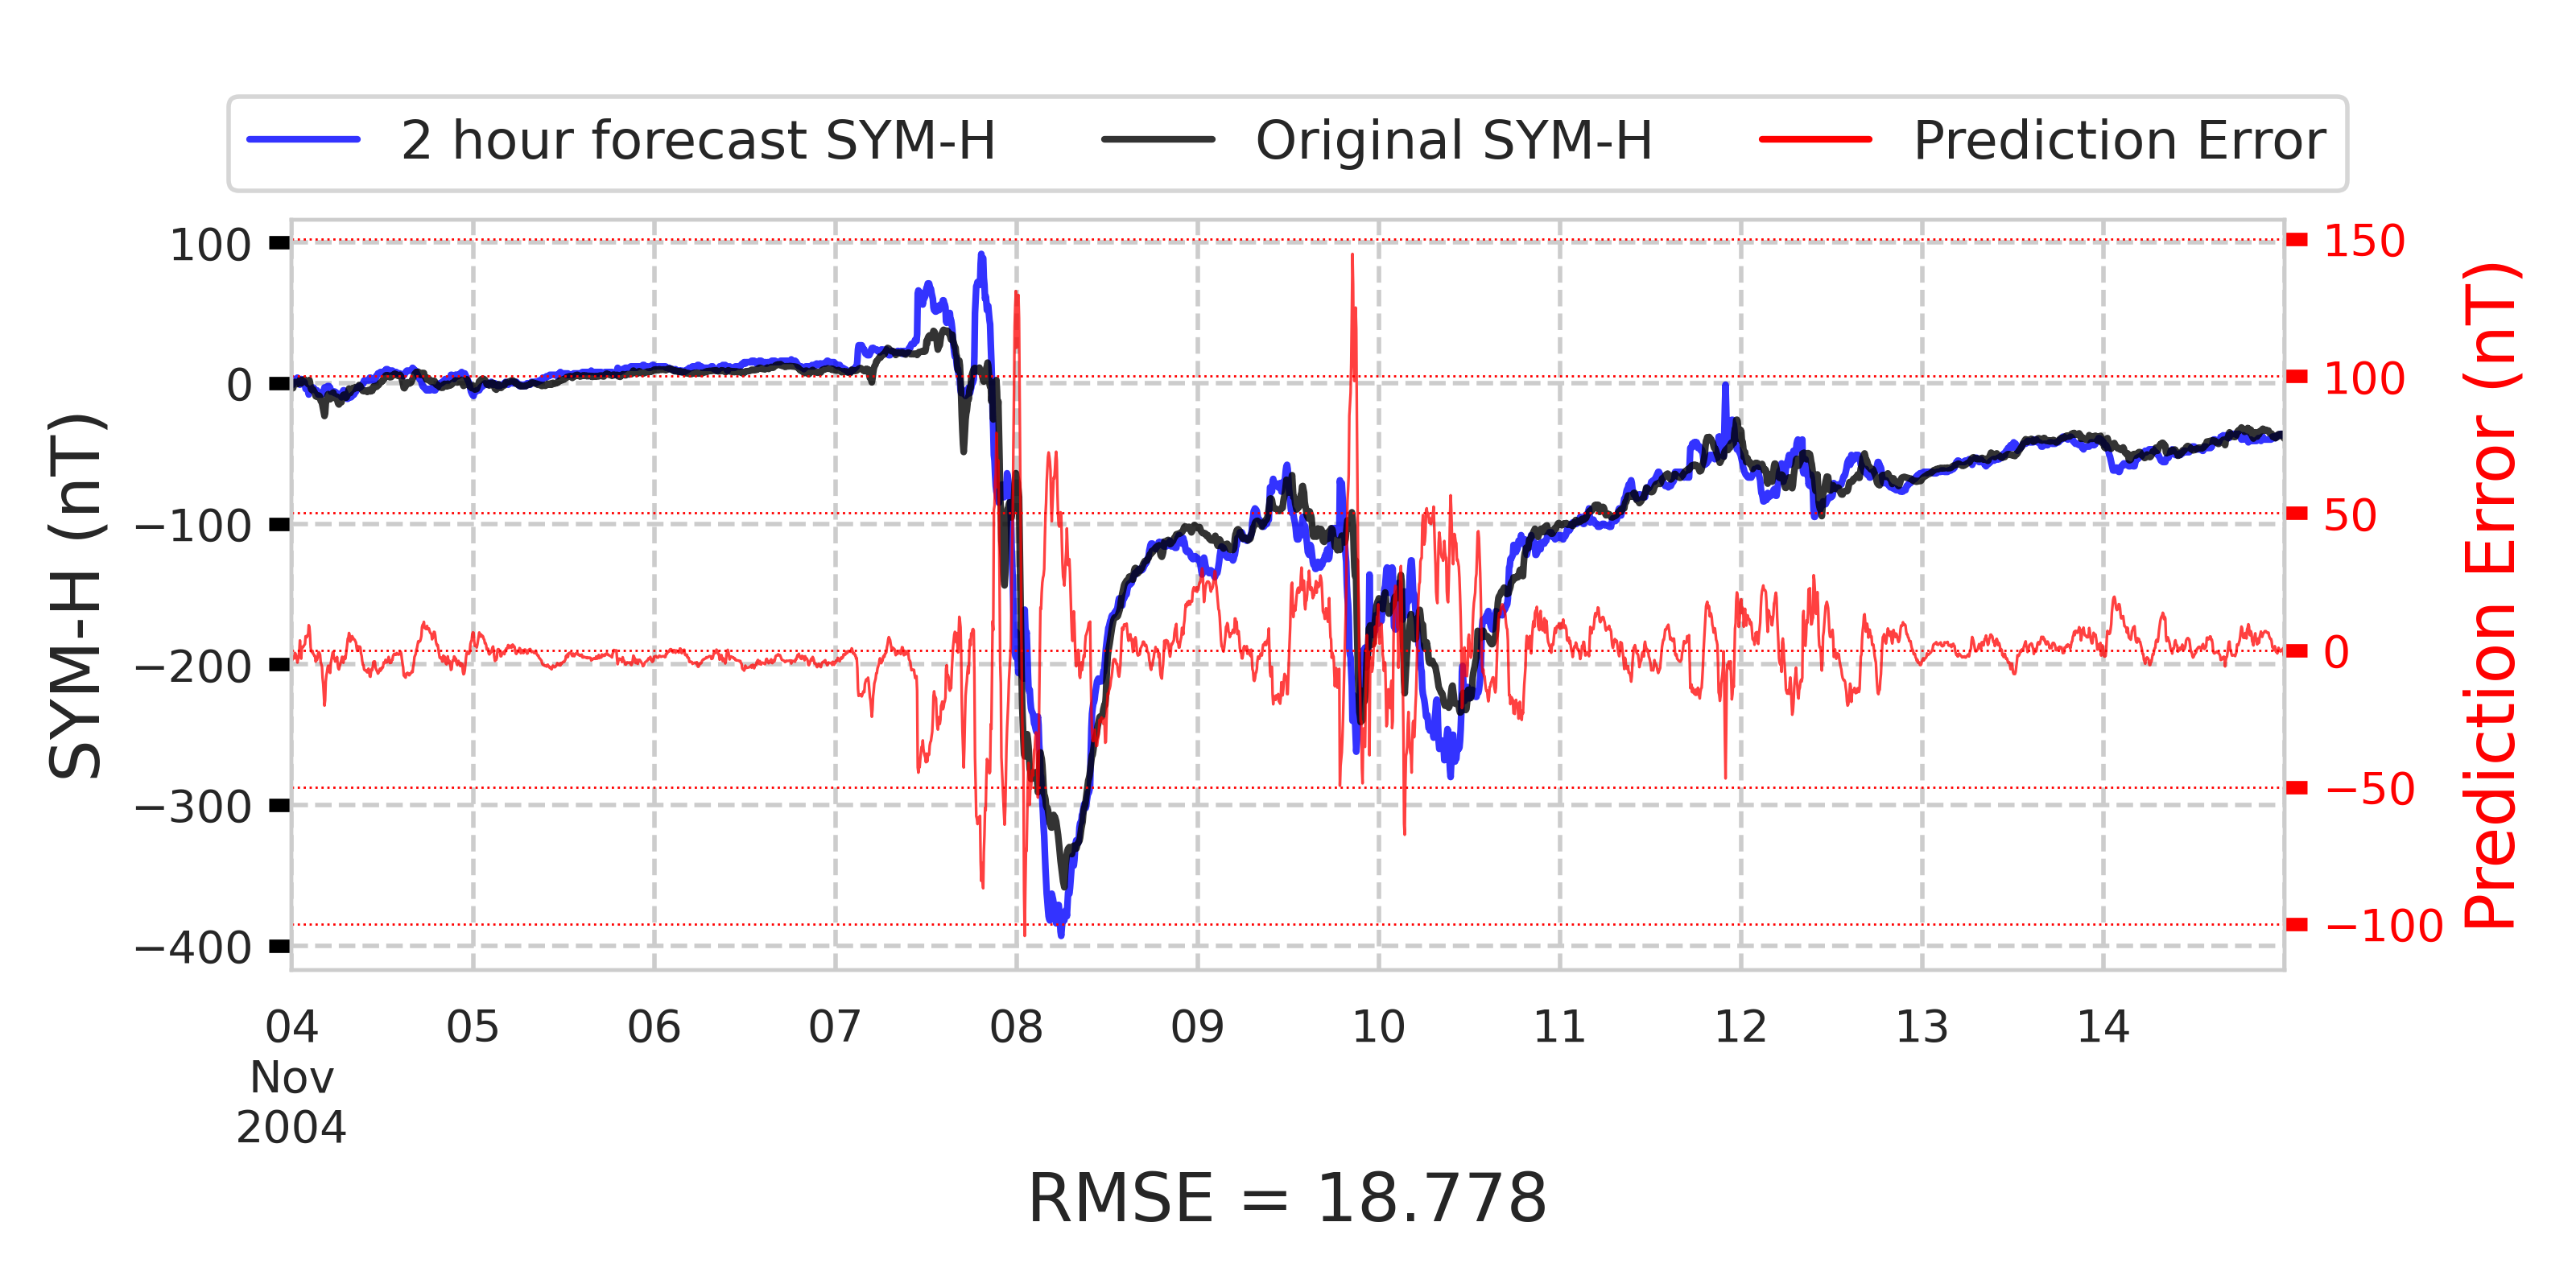 2 hour forecast SYM-H Original SYM-H Prediction Error
SYM-H (nT)
100
0
−100
−200
−300
−400
150
100
50
0
−50
−100
Prediction Error (nT)
04 05 06 07 08 09 10 11 12 13 14
Nov
2004
RMSE = 18.778